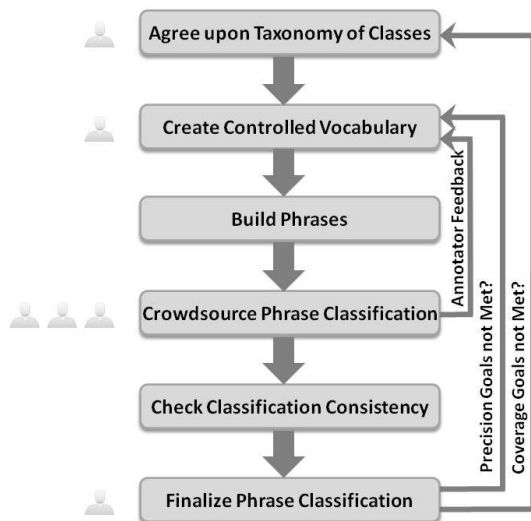 Agree upon Taxonomy of Classes
Create Controlled Vocabulary
Build Phrases
Crowdsource Phrase Classification
Check Classification Consistency
Finalize Phrase Classification
Annotator Feedback
Precision Goals not Met?
Coverage Goals not Met?